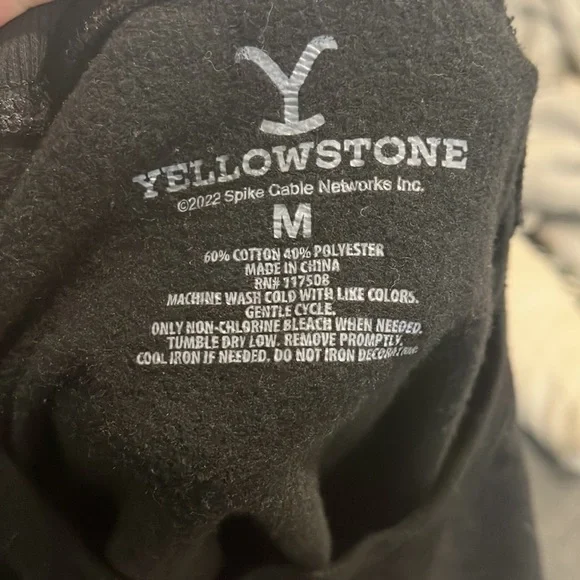 YELLOWSTONE
©2022 Spike Cable Networks Inc.
M
60% COTTON 40% POLYESTER
MADE IN CHINA
RN# 117508
MACHINE WASH COLD WITH LIKE COLORS.
GENTLE CYCLE.
ONLY NON-CHLORINE BLEACH WHEN NEEDED.
TUMBLE DRY LOW. REMOVE PROMPTLY.
COOL IRON IF NEEDED. DO NOT IRON